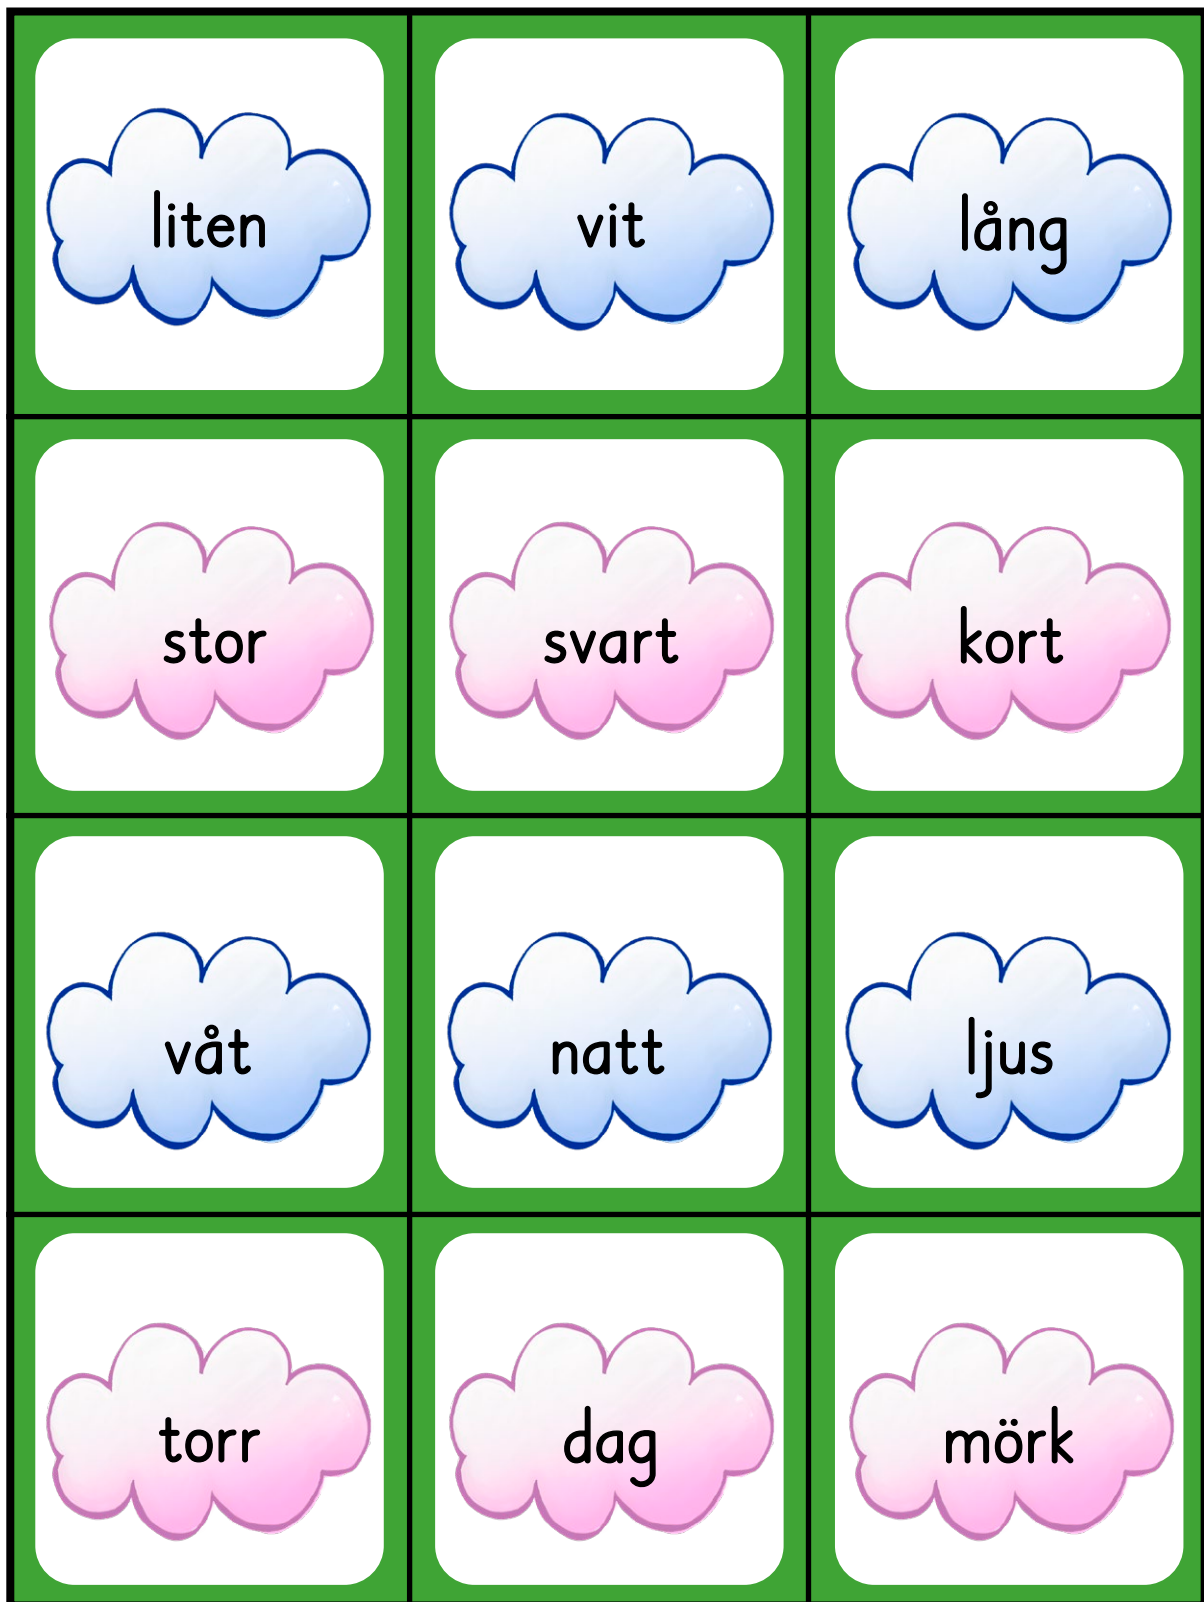 liten
vit
lång
stor
svart
kort
våt
natt
ljus
torr
dag
mörk